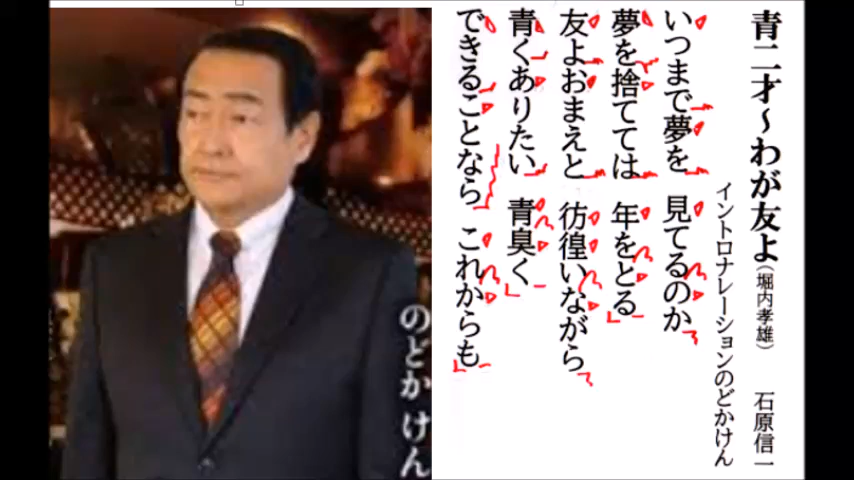 青二才～わが友よ（堀内孝雄）　石原信一
イントロナレーションのどかけん
いつまで夢を　見てるのか
夢を捨てては　年をとる
友よおまえと　彷徨いながら
青くありたい　青臭く
できることなら　これからも
のどか けん